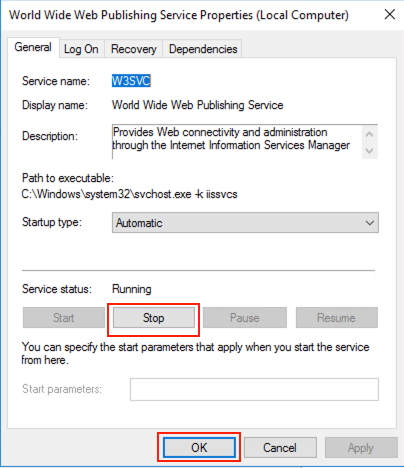 World Wide Web Publishing Service Properties (Local Computer)
General Log On Recovery Dependencies
Service name: W3SVC
Display name: World Wide Web Publishing Service
Description: Provides Web connectivity and administration
through the Internet Information Services Manager
Path to executable:
C:\Windows\system32\svchost.exe -k iissvcs
Startup type: Automatic
Service status: Running
Start Stop Pause Resume
You can specify the start parameters that apply when you start the service
from here.
Start parameters:
OK Cancel Apply